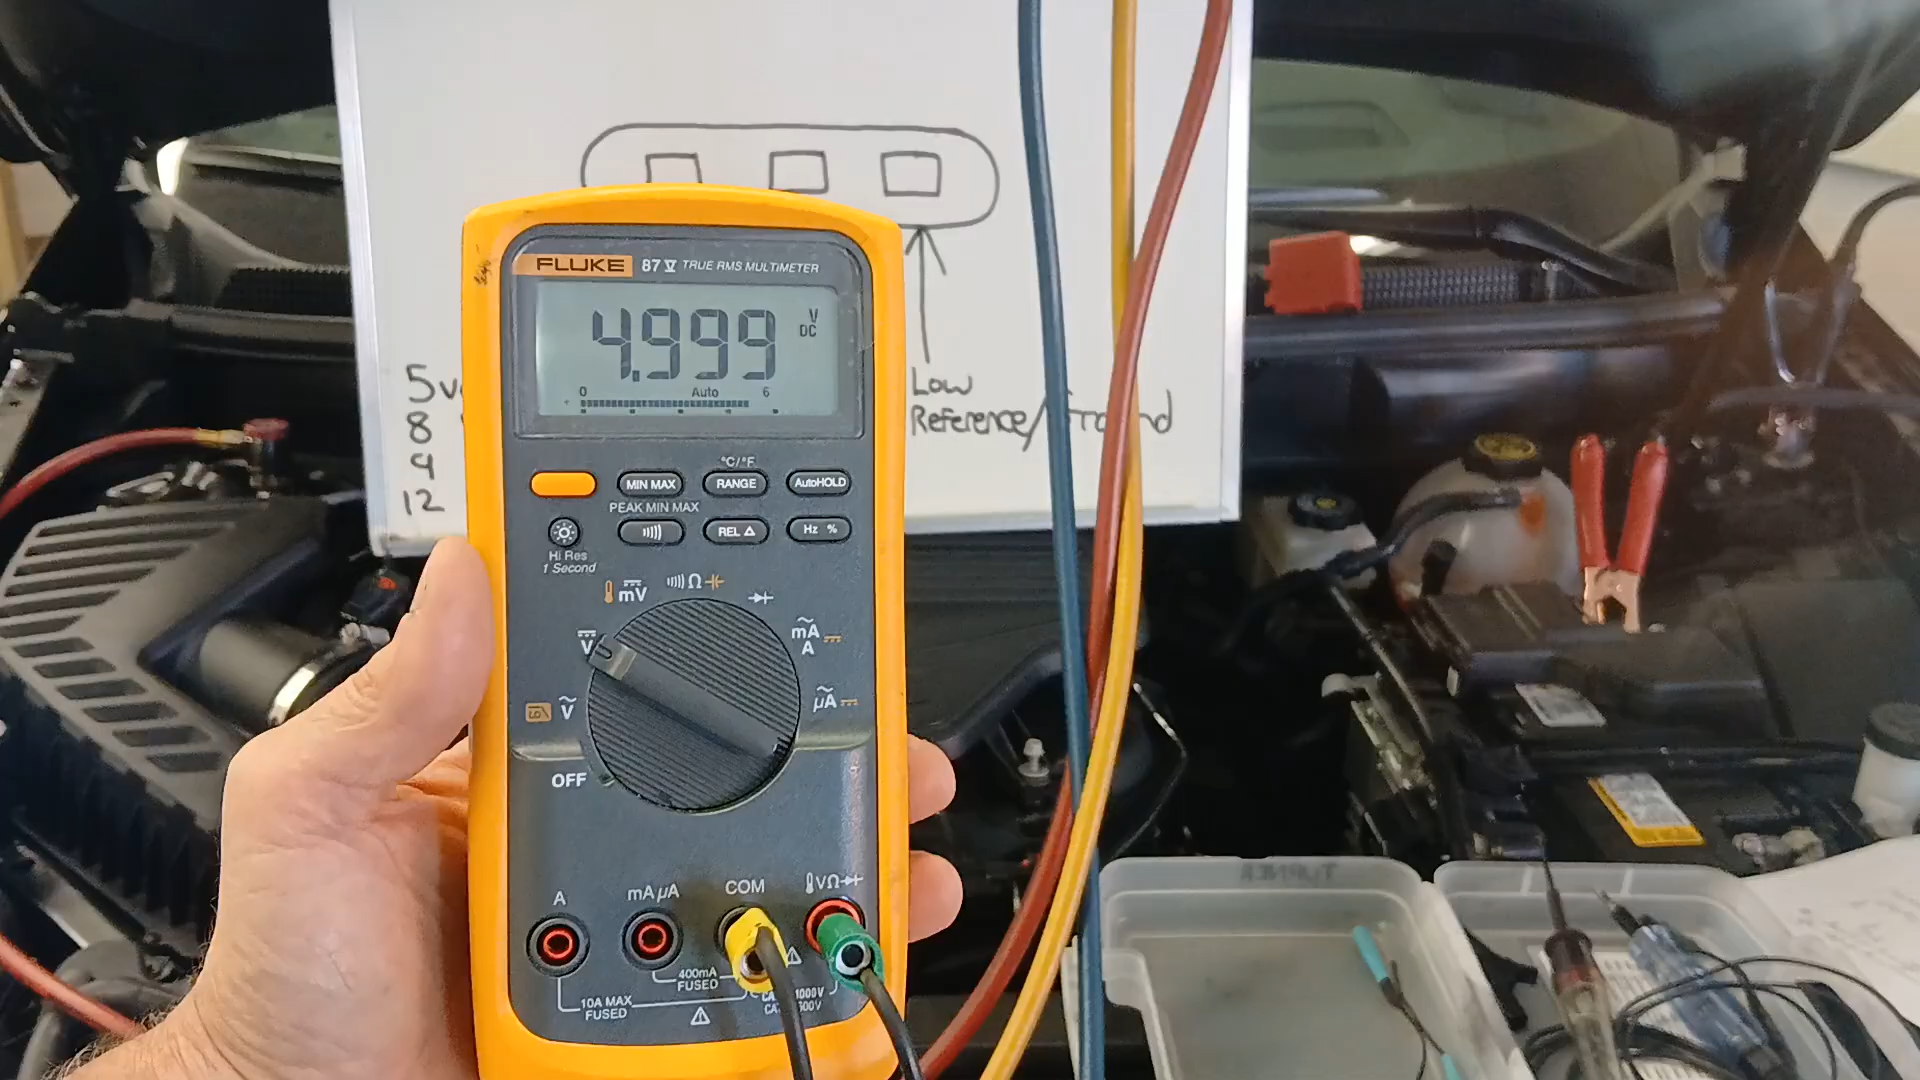 FLUKE 87 V TRUE RMS MULTIMETER
4.999 V DC
0 Auto 6
5v
8
9
12
Low
Reference/Ground
°C/°F
MIN MAX RANGE AutoHOLD
PEAK MIN MAX
REL Δ Hz %
Hi Res
1 Second
mV Ω
V mA
A
V µA
OFF
A mA µA COM VΩ
400mA
FUSED
10A MAX
FUSED
1000V